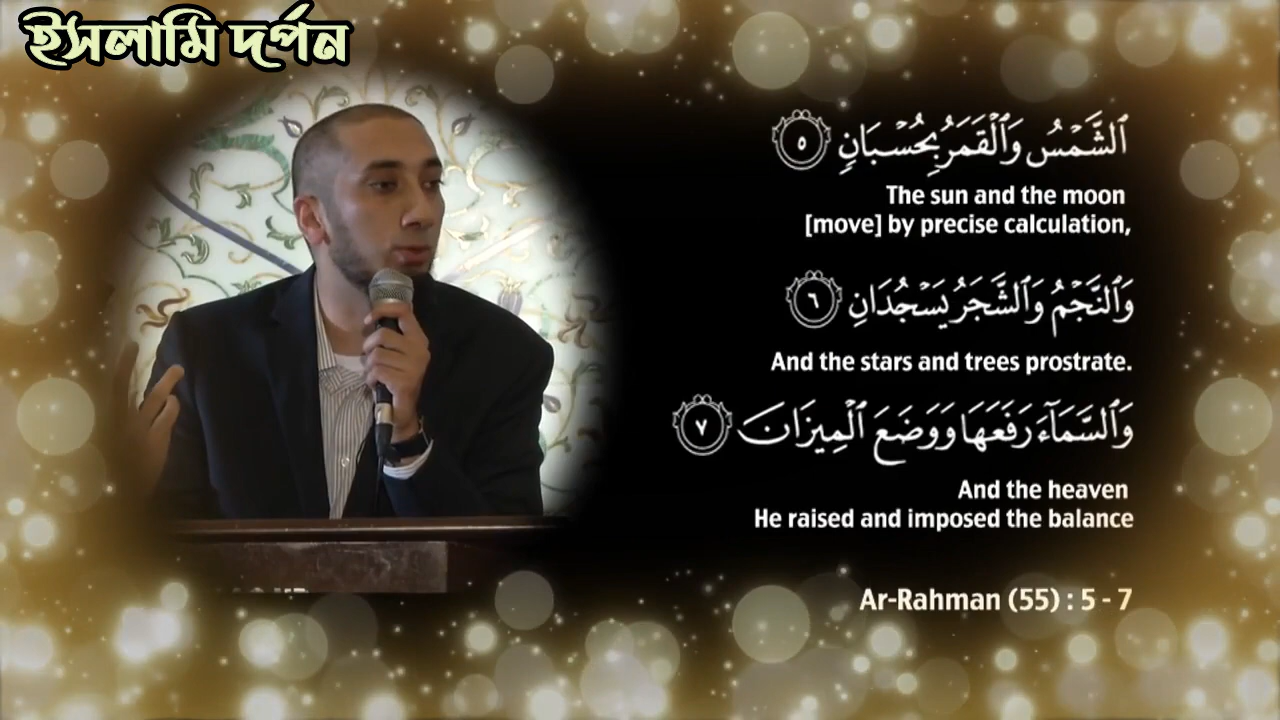 ইসলামি দর্পন
ٱلشَّمْسُ وَٱلْقَمَرُ بِحُسْبَانٍ ٥
The sun and the moon
[move] by precise calculation,
وَٱلنَّجْمُ وَٱلشَّجَرُ يَسْجُدَانِ ٦
And the stars and trees prostrate.
وَٱلسَّمَآءَ رَفَعَهَا وَوَضَعَ ٱلْمِيزَانَ ٧
And the heaven
He raised and imposed the balance
Ar-Rahman (55) : 5 - 7